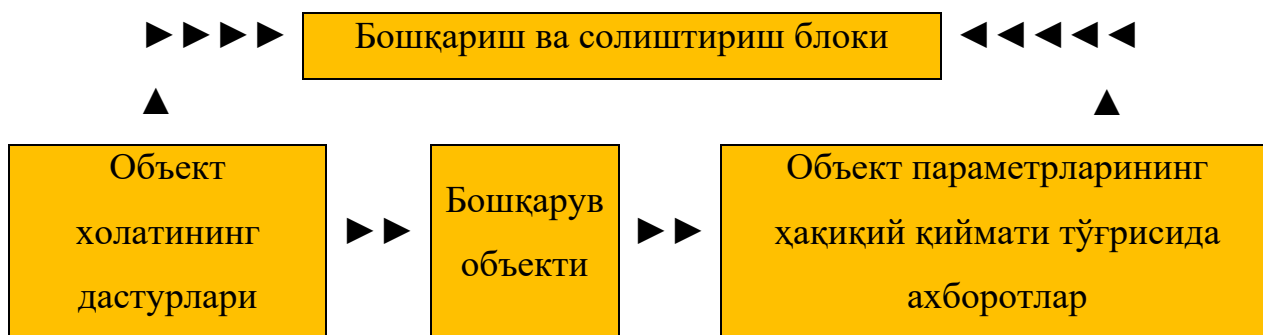 Бошқариш ва солиштириш блоки
Объект
холатининг
дастурлари
Бошқарув
объекти
Объект параметрларининг
ҳақиқий қиймати тўғрисида
ахборотлар